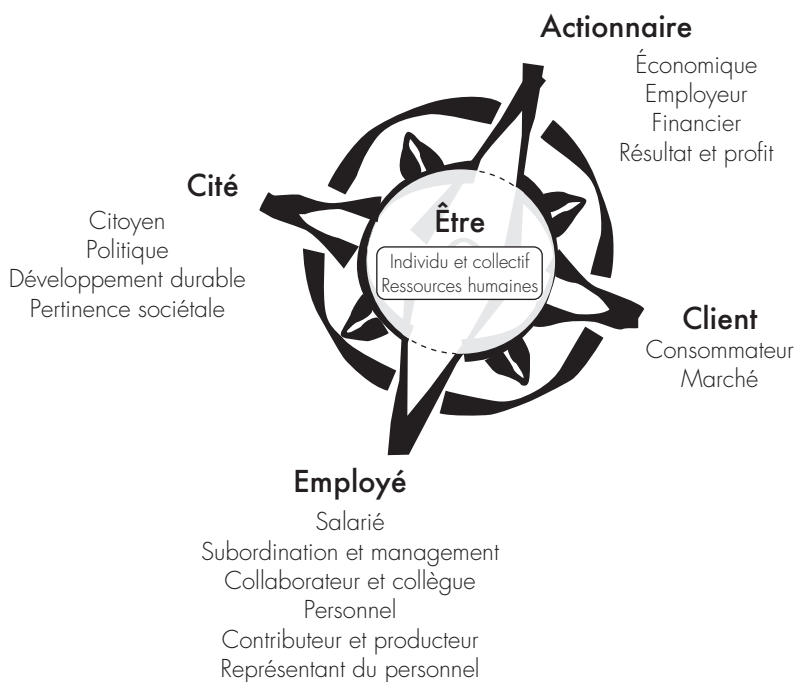 Actionnaire
Économique
Employeur
Financier
Résultat et profit
Cité
Citoyen
Politique
Développement durable
Pertinence sociétale
Être
Individu et collectif
Ressources humaines
Client
Consommateur
Marché
Employé
Salarié
Subordination et management
Collaborateur et collègue
Personnel
Contributeur et producteur
Représentant du personnel